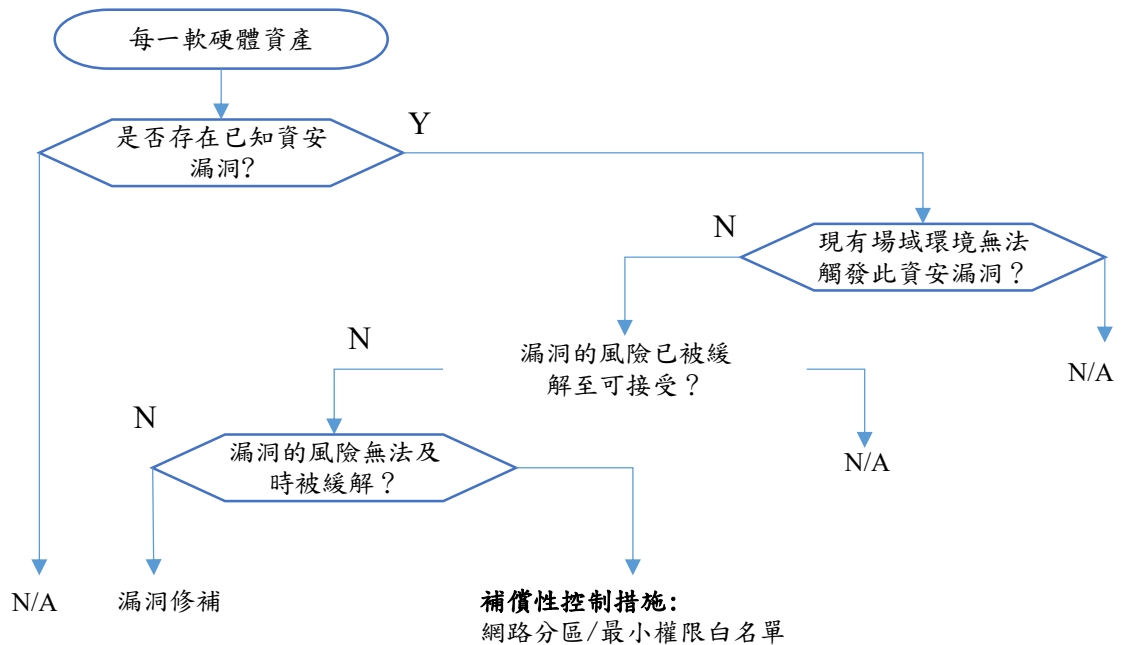 每一軟硬體資產
是否存在已知資安
漏洞?
Y
N
現有場域環境無法
觸發此資安漏洞？
N
漏洞的風險已被緩
解至可接受？
N/A
N
漏洞的風險無法及
時被緩解？
N/A
N/A
漏洞修補
補償性控制措施:
網路分區/最小權限白名單